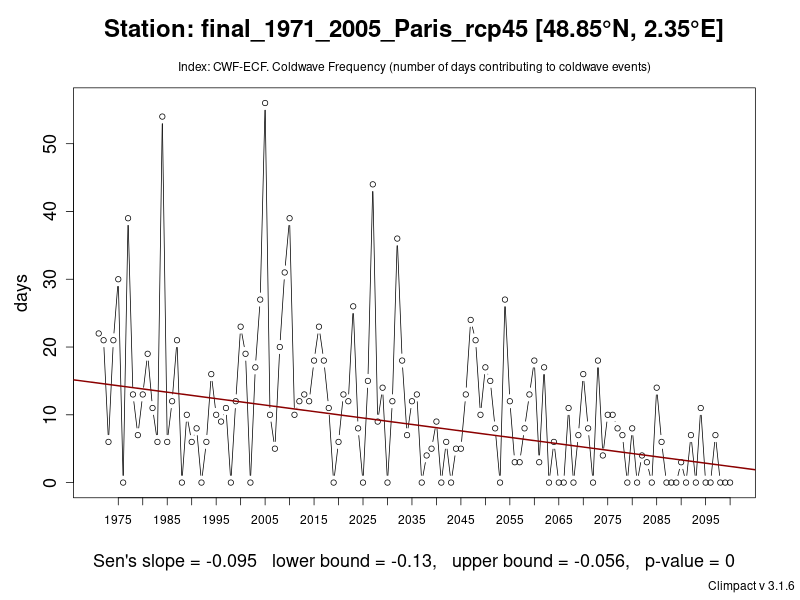 Station: final_1971_2005_Paris_rcp45 [48.85°N, 2.35°E]
Index: CWF-ECF. Coldwave Frequency (number of days contributing to coldwave events)
days
50
40
30
20
10
0
1975 1985 1995 2005 2015 2025 2035 2045 2055 2065 2075 2085 2095
Sen's slope = -0.095 lower bound = -0.13, upper bound = -0.056, p-value = 0
Climpact v 3.1.6